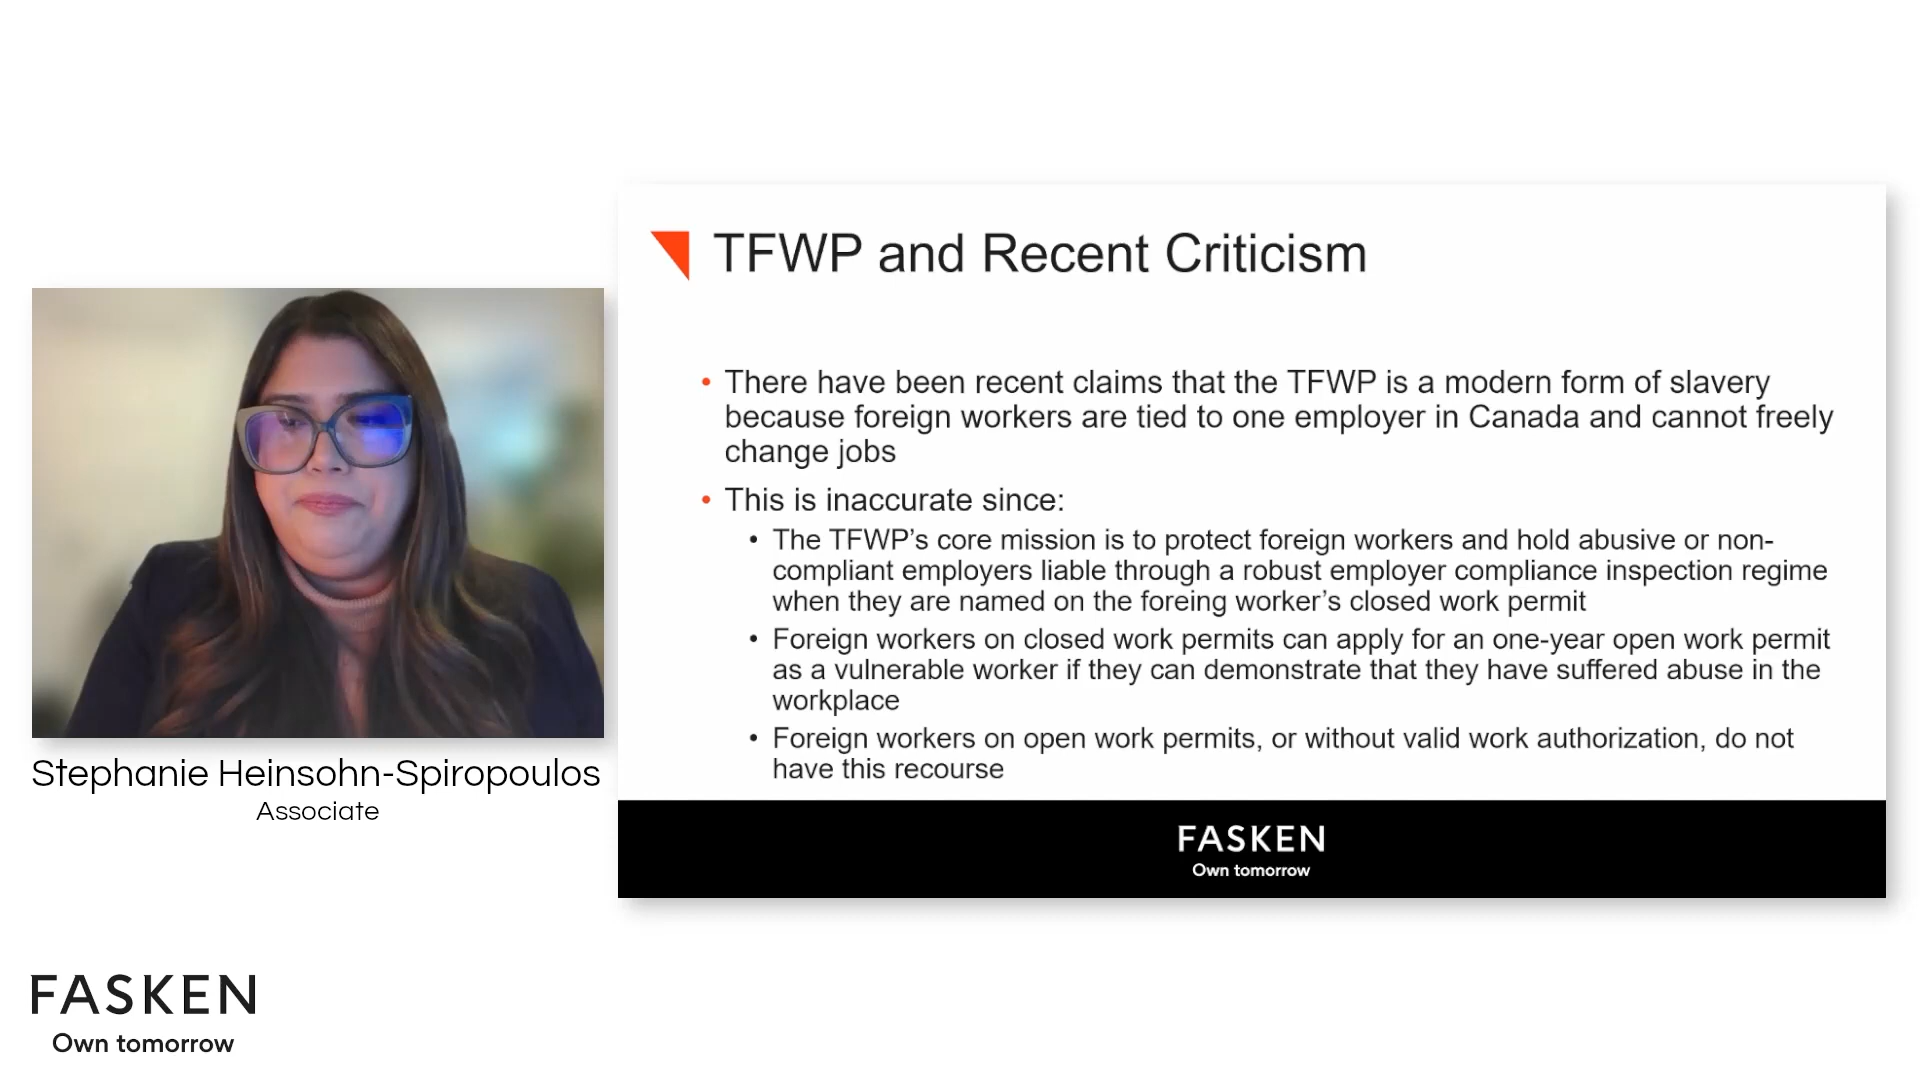 TFWP and Recent Criticism
• There have been recent claims that the TFWP is a modern form of slavery
because foreign workers are tied to one employer in Canada and cannot freely
change jobs
• This is inaccurate since:
• The TFWP’s core mission is to protect foreign workers and hold abusive or non-
compliant employers liable through a robust employer compliance inspection regime
when they are named on the foreing worker’s closed work permit
• Foreign workers on closed work permits can apply for an one-year open work permit
as a vulnerable worker if they can demonstrate that they have suffered abuse in the
workplace
• Foreign workers on open work permits, or without valid work authorization, do not
have this recourse
FASKEN
Own tomorrow
Stephanie Heinsohn-Spiropoulos
Associate
FASKEN
Own tomorrow